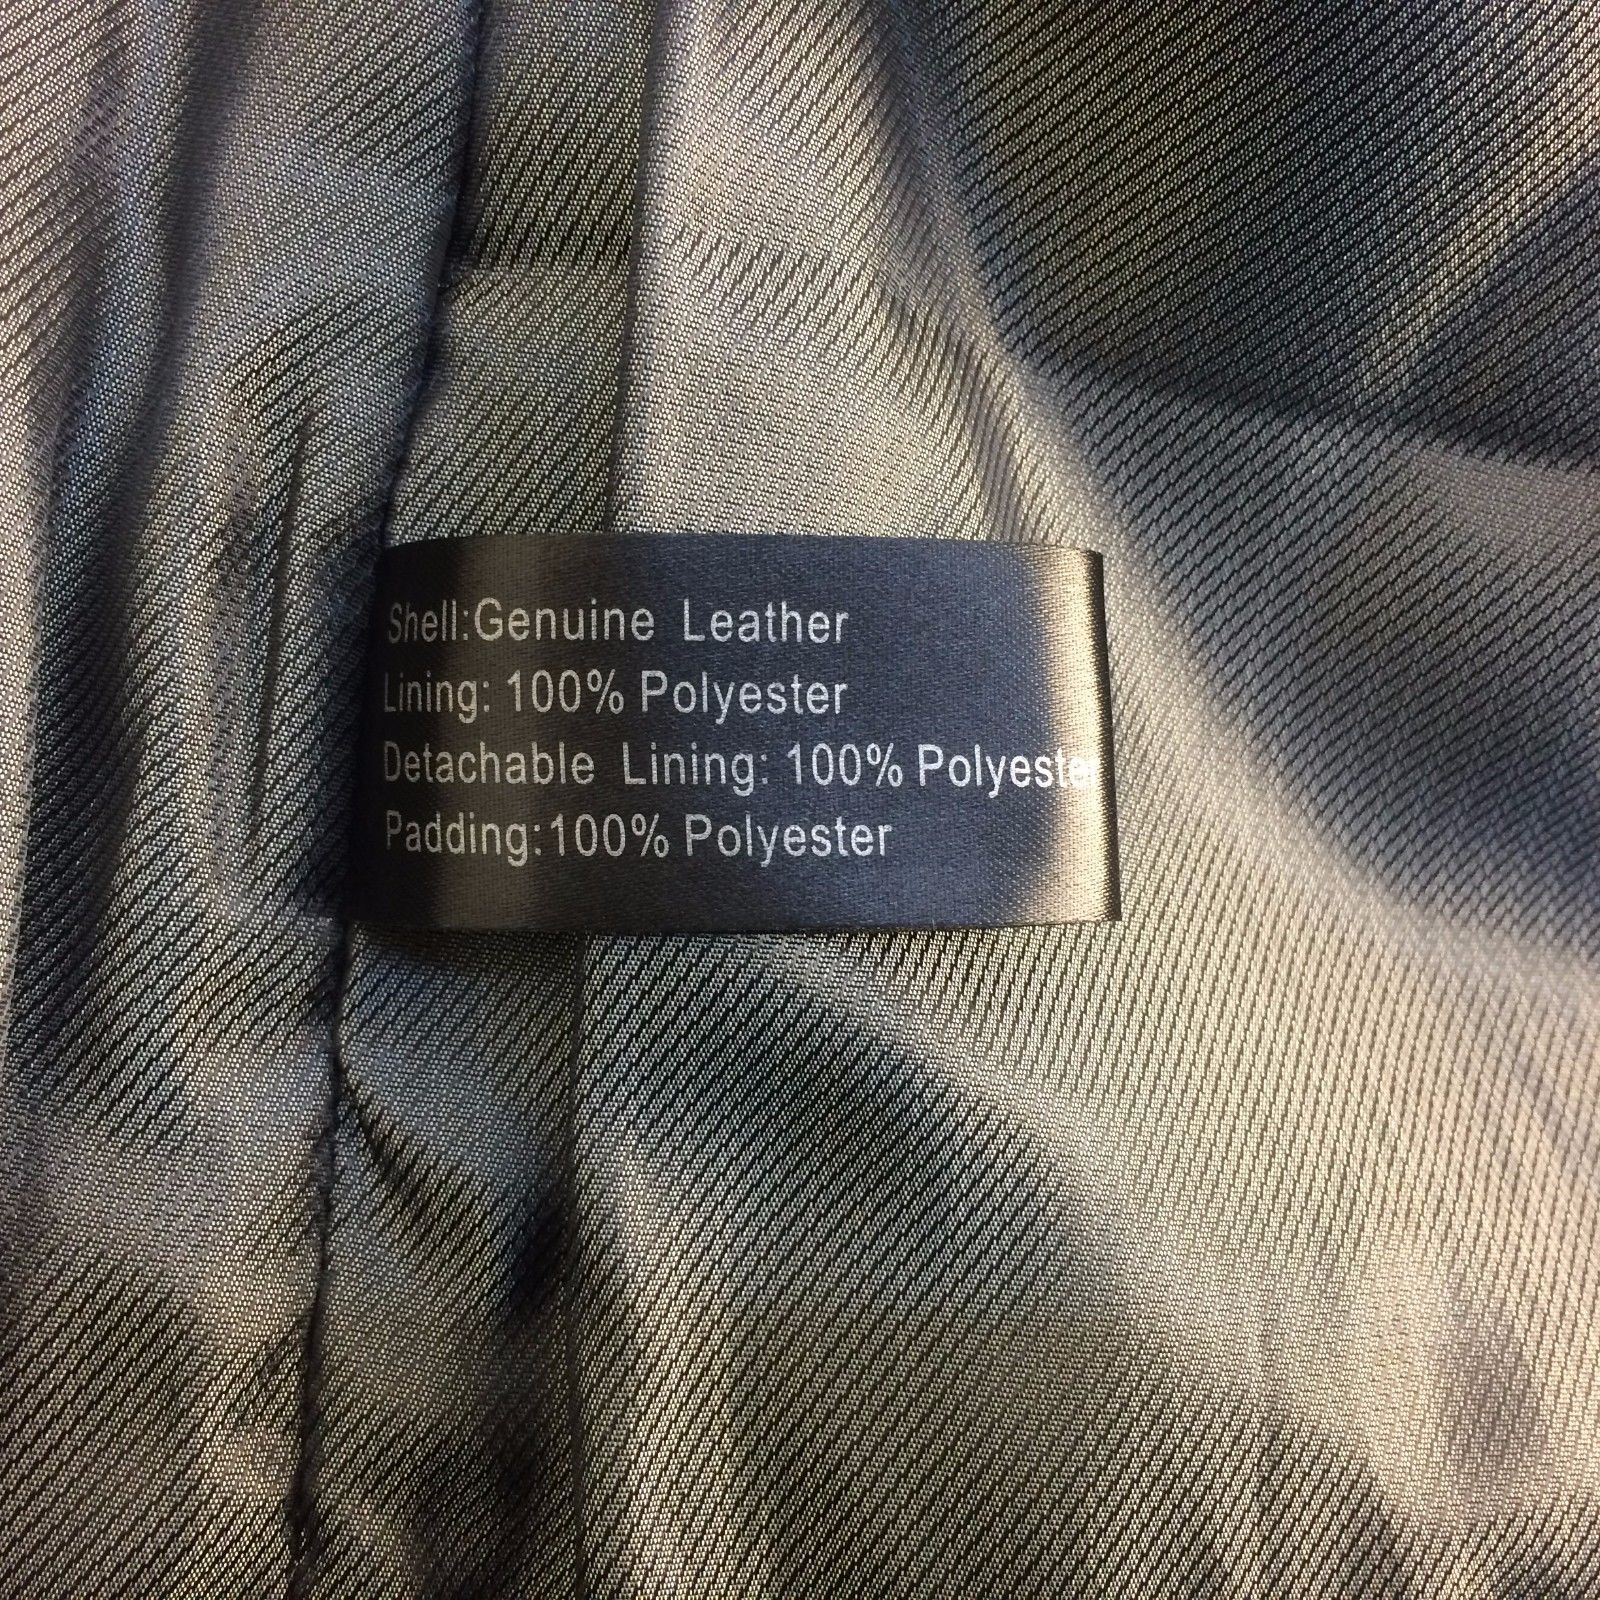 Shell:Genuine Leather
Lining: 100% Polyester
Detachable Lining: 100% Polyester
Padding:100% Polyester